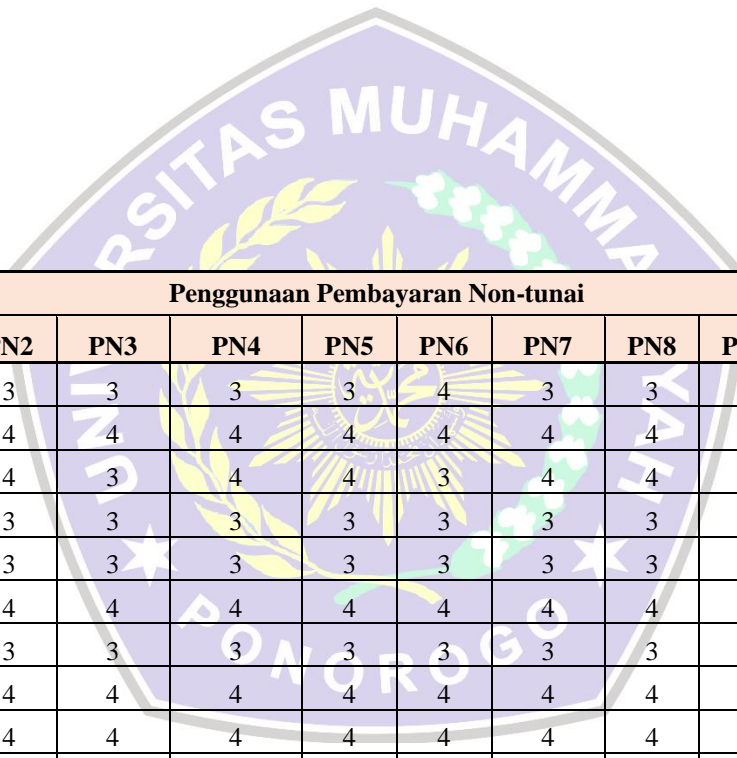 UNIVERSITAS MUHAMMADIYAH
Penggunaan Pembayaran Non-tunai
N2 PN3 PN4 PN5 PN6 PN7 PN8 P
3 3 3 3 4 3 3
4 4 4 4 4 4 4
4 3 4 4 3 4 4
3 3 3 3 3 3 3
3 3 3 3 3 3 3
4 4 4 4 4 4 4
3 3 3 3 3 3 3
4 4 4 4 4 4 4
4 4 4 4 4 4 4
PONOROGO